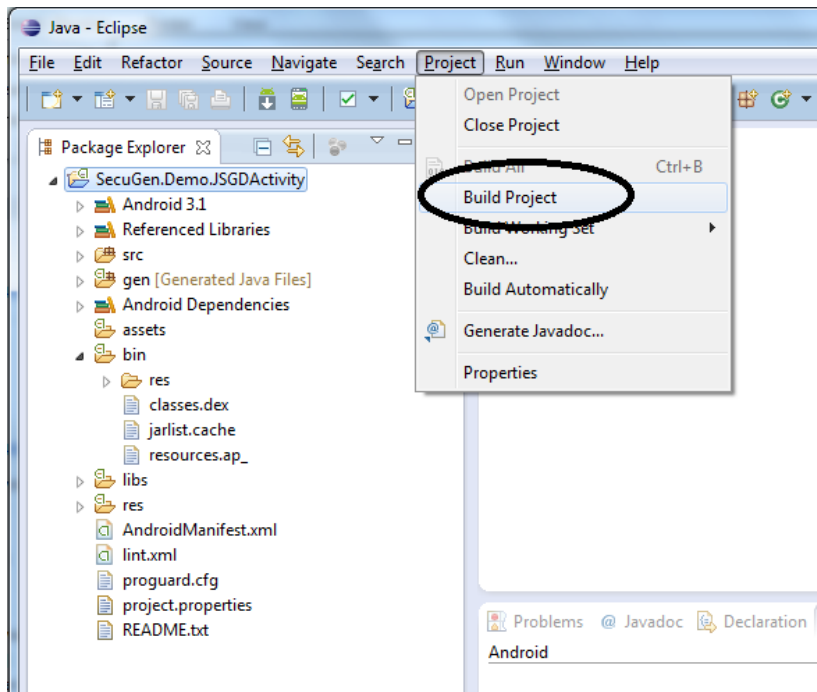 Java - Eclipse
File Edit Refactor Source Navigate Search Project Run Window Help
Package Explorer
SecuGen.Demo.JSGDActivity
Android 3.1
Referenced Libraries
src
gen [Generated Java Files]
Android Dependencies
assets
bin
res
classes.dex
jarlist.cache
resources.ap_
libs
res
AndroidManifest.xml
lint.xml
proguard.cfg
project.properties
README.txt
Open Project
Close Project
Build All Ctrl+B
Build Project
Build Working Set
Clean...
Build Automatically
Generate Javadoc...
Properties
Problems @ Javadoc Declaration
Android